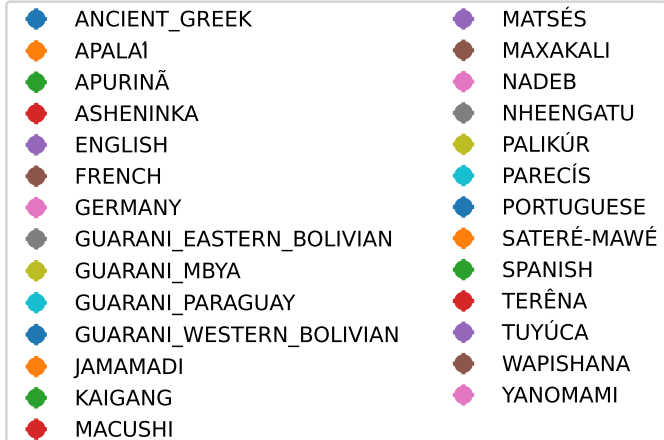 ANCIENT_GREEK
APALAÍ
APURINÃ
ASHENINKA
ENGLISH
FRENCH
GERMANY
GUARANI_EASTERN_BOLIVIAN
GUARANI_MBYA
GUARANI_PARAGUAY
GUARANI_WESTERN_BOLIVIAN
JAMAMADI
KAIGANG
MACUSHI
MATSÉS
MAXAKALI
NADEB
NHEENGATU
PALIKÚR
PARECÍS
PORTUGUESE
SATERÉ-MAWÉ
SPANISH
TERÊNA
TUYÚCA
WAPISHANA
YANOMAMI